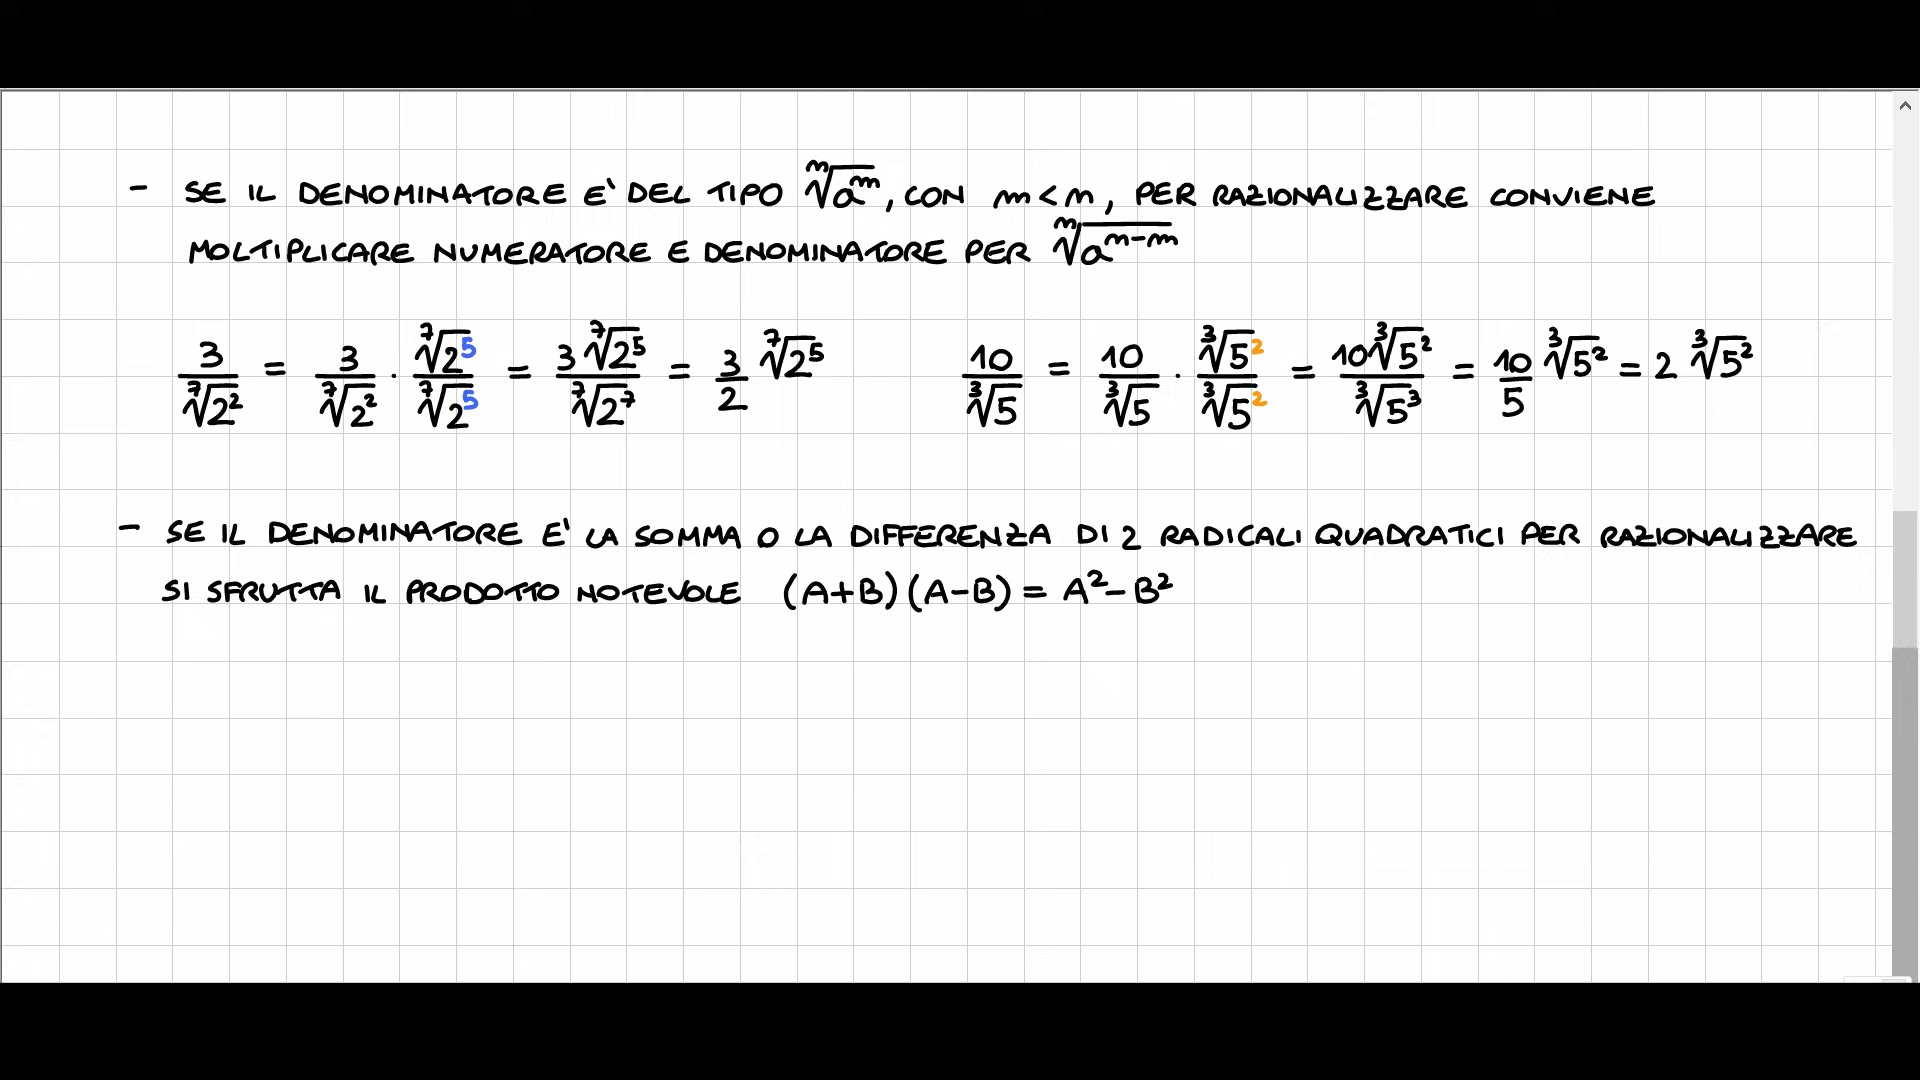 - SE IL DENOMINATORE E' DEL TIPO ⁿ√aᵐ, CON m < n, PER RAZIONALIZZARE CONVIENE
MOLTIPLICARE NUMERATORE E DENOMINATORE PER ⁿ√aⁿ⁻ᵐ
3/⁷√2² = 3/⁷√2² · ⁷√2⁵/⁷√2⁵ = 3⁷√2⁵/⁷√2⁷ = 3/2 ⁷√2⁵
10/³√5 = 10/³√5 · ³√5²/³√5² = 10³√5²/³√5³ = 10/5 ³√5² = 2 ³√5²
- SE IL DENOMINATORE E' LA SOMMA O LA DIFFERENZA DI 2 RADICALI QUADRATICI PER RAZIONALIZZARE
SI SFRUTTA IL PRODOTTO NOTEVOLE (A+B)(A-B) = A²-B²